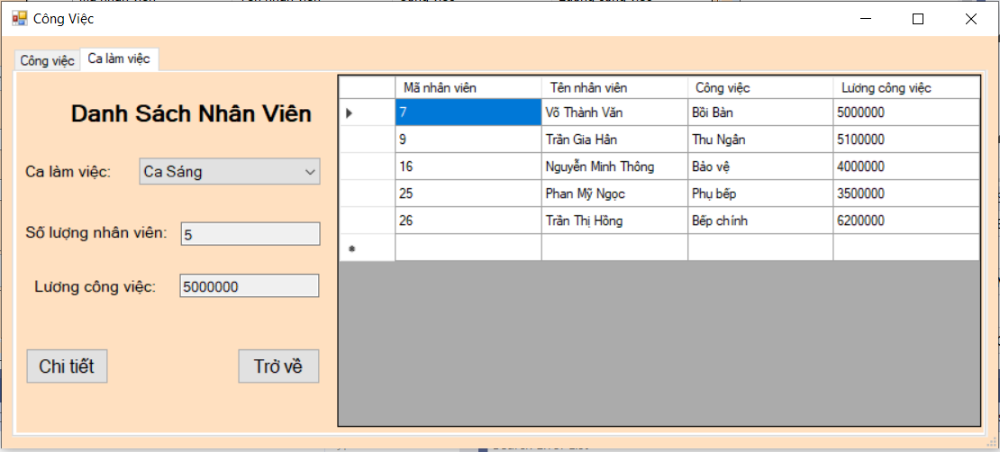 Công Việc
Công việc
Ca làm việc
Danh Sách Nhân Viên
Ca làm việc: Ca Sáng
Số lượng nhân viên: 5
Lương công việc: 5000000
Chi tiết
Trở về
Mã nhân viên Tên nhân viên Công việc Lương công việc
7 Võ Thành Văn Bồi Bàn 5000000
9 Trần Gia Hân Thu Ngân 5100000
16 Nguyễn Minh Thông Bảo vệ 4000000
25 Phan Mỹ Ngọc Phụ bếp 3500000
26 Trần Thị Hồng Bếp chính 6200000